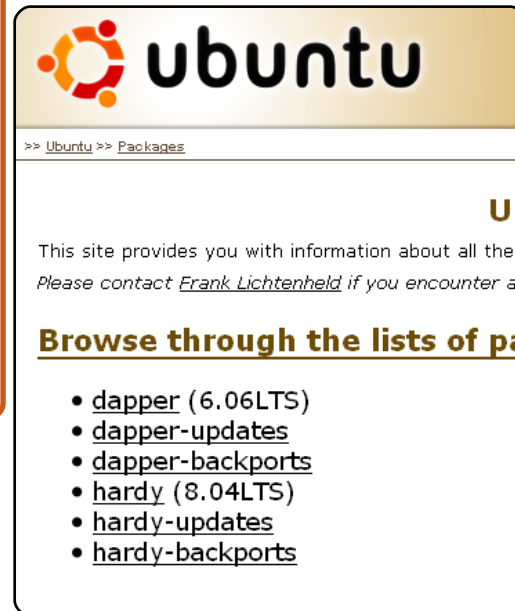 ubuntu
>> Ubuntu >> Packages
U
This site provides you with information about all the
Please contact Frank Lichtenheld if you encounter a
Browse through the lists of pa
• dapper (6.06LTS)
• dapper-updates
• dapper-backports
• hardy (8.04LTS)
• hardy-updates
• hardy-backports